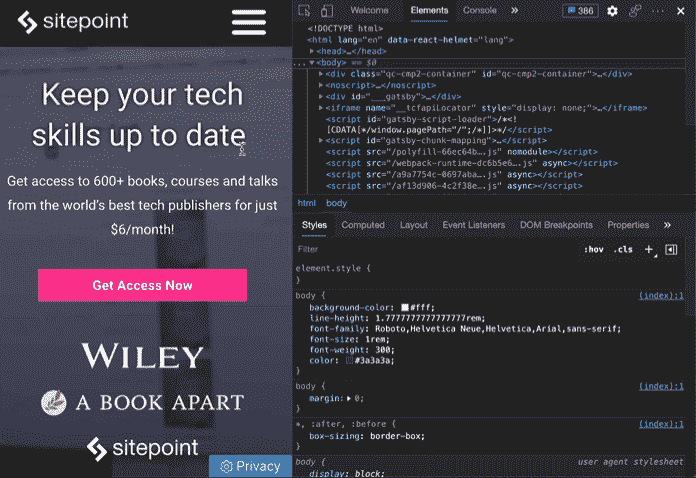 sitepoint
Keep your tech
skills up to date
Get access to 600+ books, courses and talks
from the world's best tech publishers for just
$6/month!
Get Access Now
WILEY
A BOOK APART
sitepoint
Privacy
Welcome Elements Console » 386
<!DOCTYPE html>
<html lang="en" data-react-helmet="lang">
▶<head>…</head>
...▼<body> == $0
▶<div class="qc-cmp2-container" id="qc-cmp2-container">…</div>
▶<noscript>…</noscript>
▶<div id="___gatsby">…</div>
▶<iframe name="__tcfapiLocator" style="display: none;">…</iframe>
<script id="gatsby-script-loader">/*<!
[CDATA[*/window.pagePath="/";/*]]>*/</script>
▶<script id="gatsby-chunk-mapping">…</script>
<script src="/polyfill-66ec64b….js" nomodule></script>
<script src="/webpack-runtime-dc6b5e6….js" async></script>
<script src="/a9a7754c-0697aba….js" async></script>
<script src="/af13d906-4c2f38e….js" async></script>
html body
Styles Computed Layout Event Listeners DOM Breakpoints Properties »
Filter :hov .cls +
element.style {
}
body { (index):1
background-color: #fff;
line-height: 1.777777777777777rem;
font-family: Roboto,Helvetica Neue,Helvetica,Arial,sans-serif;
font-size: 1rem;
font-weight: 300;
color: #3a3a3a;
}
body { (index):1
margin:▶ 0;
}
*, :after, :before { (index):1
box-sizing: border-box;
}
body { user agent stylesheet
display: block;